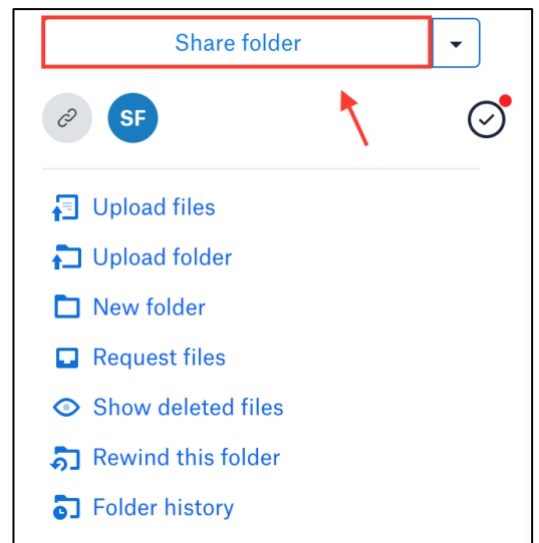 Share folder
SF
Upload files
Upload folder
New folder
Request files
Show deleted files
Rewind this folder
Folder history